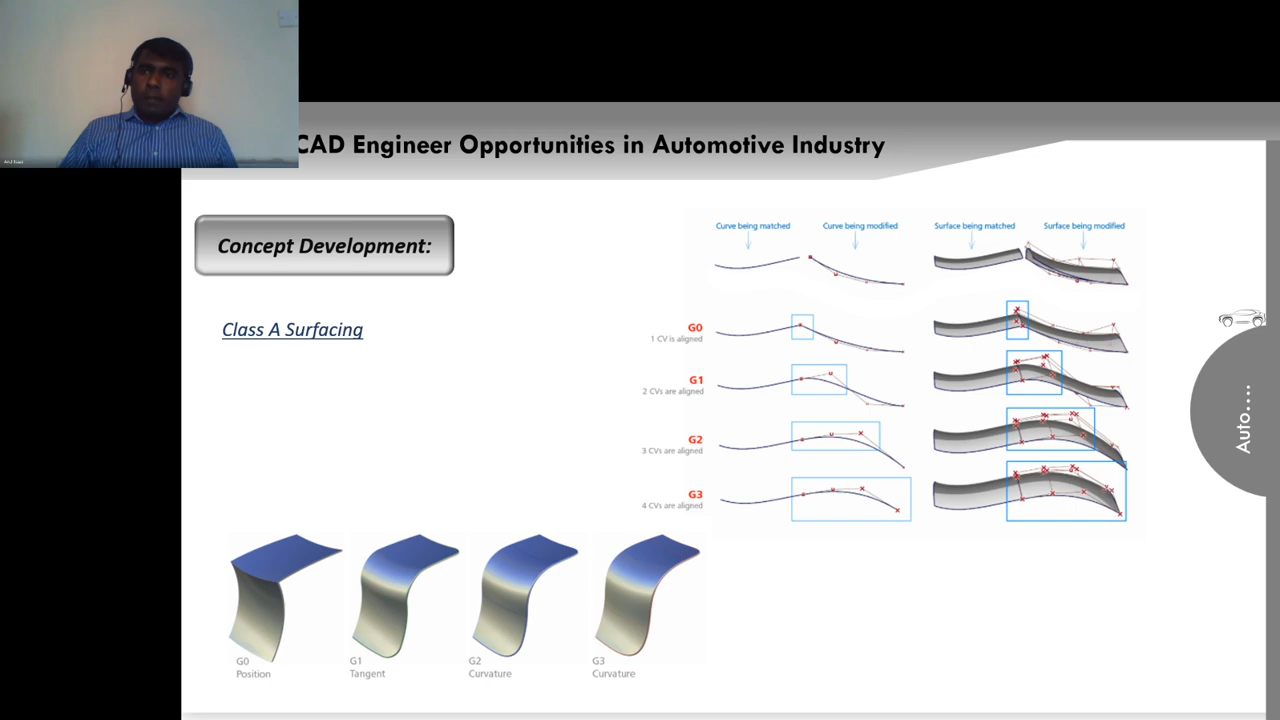 CAD Engineer Opportunities in Automotive Industry
Concept Development:
Class A Surfacing
Curve being matched
Curve being modified
Surface being matched
Surface being modified
G0
1 CV is aligned
G1
2 CVs are aligned
G2
3 CVs are aligned
G3
4 CVs are aligned
Auto....
G0
Position
G1
Tangent
G2
Curvature
G3
Curvature